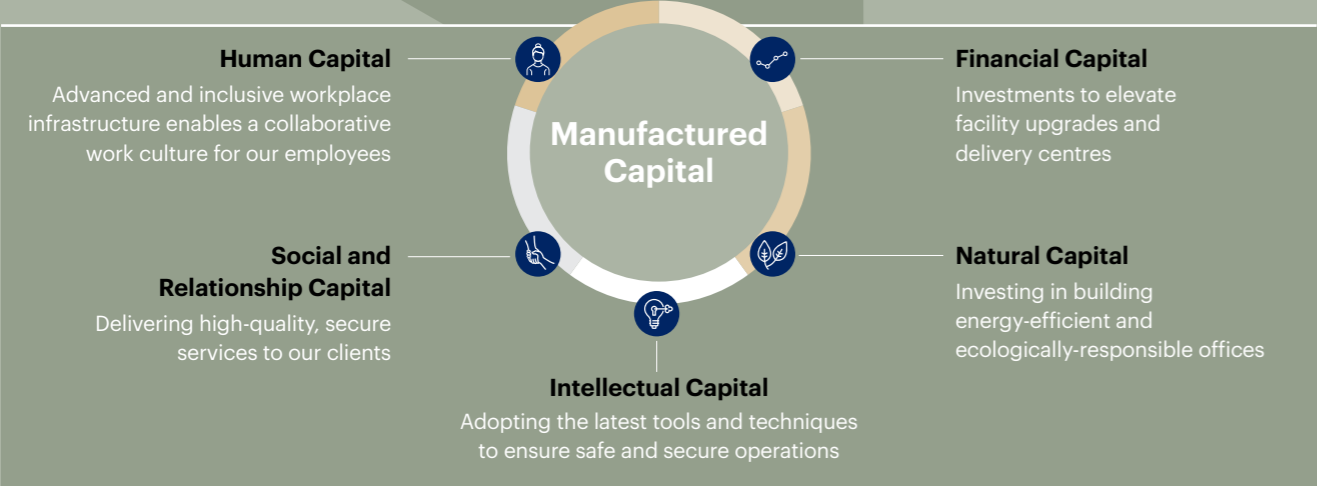 Manufactured
Capital
Human Capital
Advanced and inclusive workplace
infrastructure enables a collaborative
work culture for our employees
Financial Capital
Investments to elevate
facility upgrades and
delivery centres
Social and
Relationship Capital
Delivering high-quality, secure
services to our clients
Natural Capital
Investing in building
energy-efficient and
ecologically-responsible offices
Intellectual Capital
Adopting the latest tools and techniques
to ensure safe and secure operations